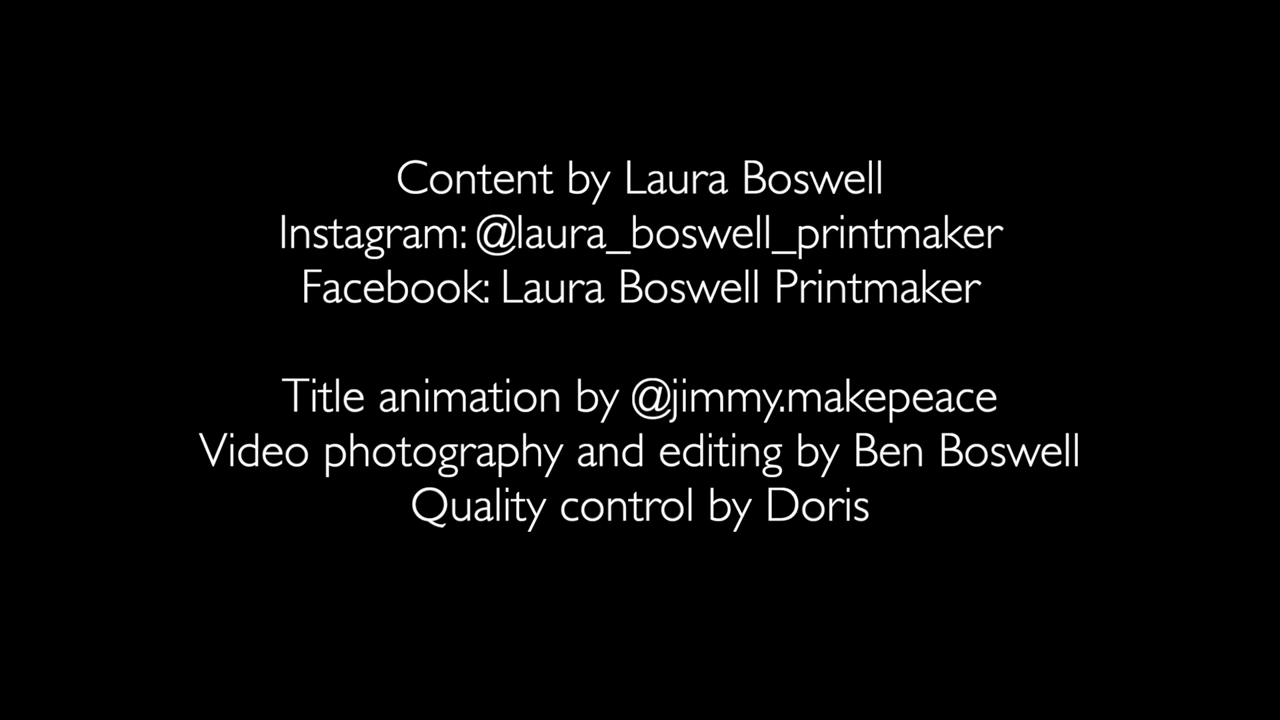 Content by Laura Boswell
Instagram: @laura_boswell_printmaker
Facebook: Laura Boswell Printmaker
Title animation by @jimmy.makepeace
Video photography and editing by Ben Boswell
Quality control by Doris